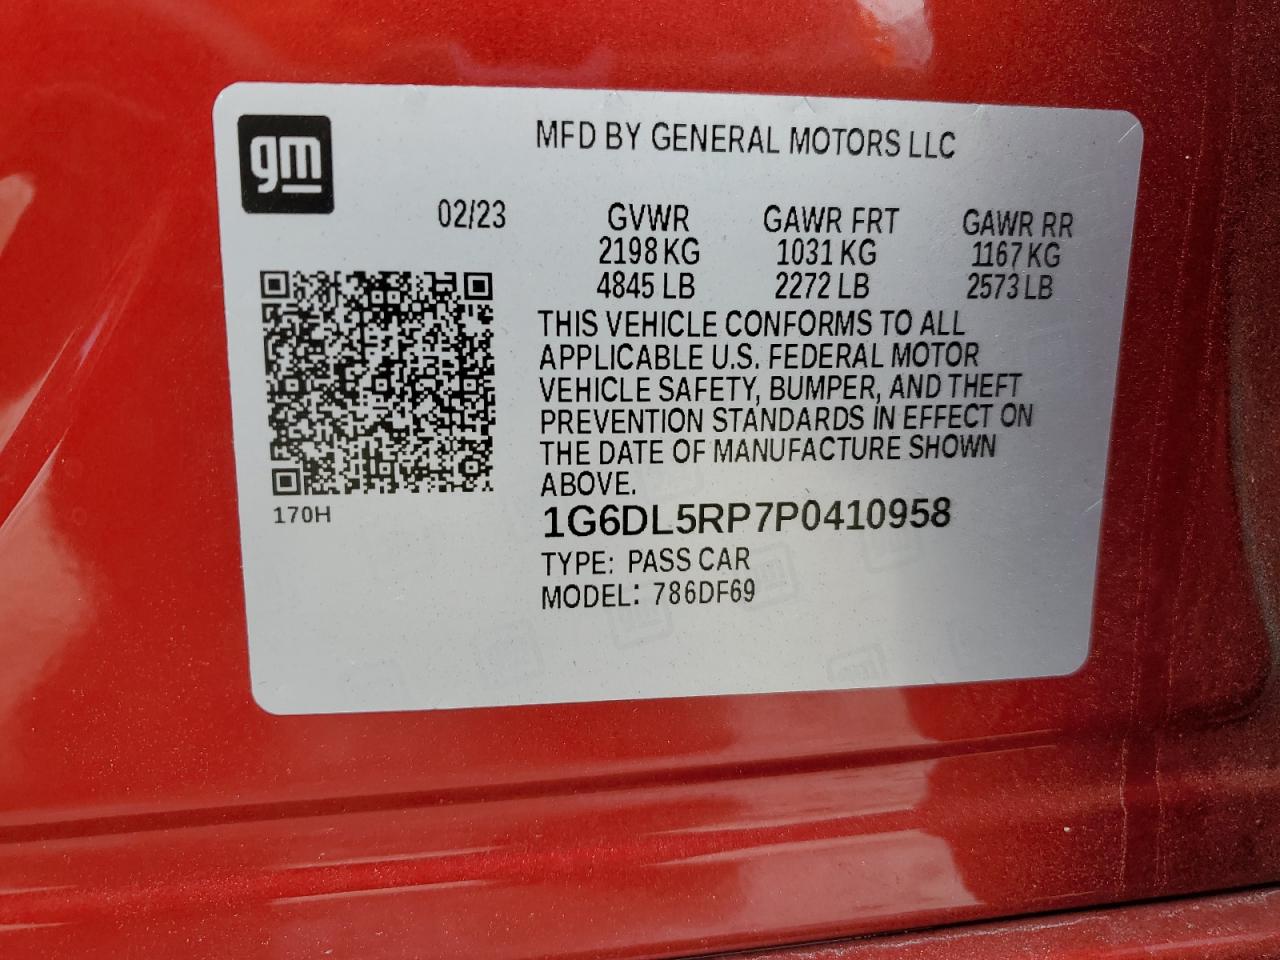 gm
MFD BY GENERAL MOTORS LLC
02/23 GVWR GAWR FRT GAWR RR
2198 KG 1031 KG 1167 KG
4845 LB 2272 LB 2573 LB
THIS VEHICLE CONFORMS TO ALL
APPLICABLE U.S. FEDERAL MOTOR
VEHICLE SAFETY, BUMPER, AND THEFT
PREVENTION STANDARDS IN EFFECT ON
THE DATE OF MANUFACTURE SHOWN
ABOVE.
170H
1G6DL5RP7P0410958
TYPE: PASS CAR
MODEL: 786DF69